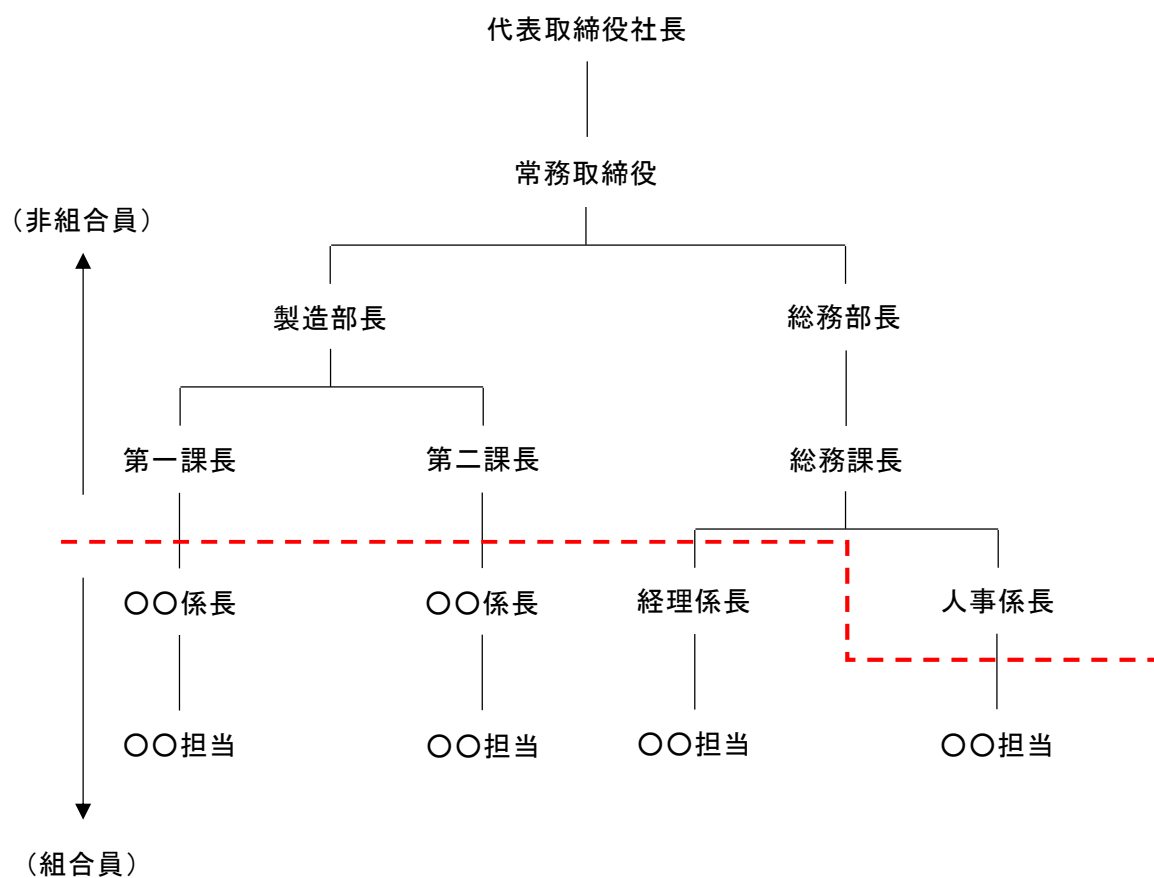 代表取締役社長
常務取締役
（非組合員）
製造部長
総務部長
第一課長
第二課長
総務課長
〇〇係長
〇〇係長
経理係長
人事係長
〇〇担当
〇〇担当
〇〇担当
〇〇担当
（組合員）